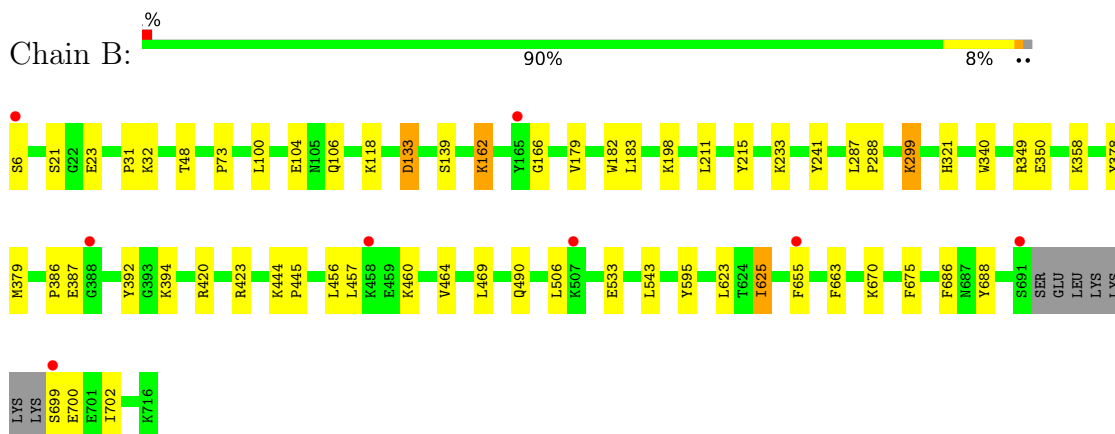 %
Chain B:
90% 8% ••
S6 S21 G22 E23 P31 K32 T48 P73 L100 E104 N105 Q106 K118 D133 S139 K162 Y165 G166 V179 W182 L183 K198 L211 Y215 K233 Y241 L287 P288 K299 H321 W340 R349 E350 K358
M379 P386 E387 G388 Y392 G393 K394 R420 R423 K444 P445 L456 L457 K458 E459 K460 V464 L469 Q490 L506 K507 E533 L543 Y595 L623 T624 I625 F655 F663 K670 F675 F686 N687 Y688 S691 SER GLU LEU LYS LYS
LYS LYS S699 E700 E701 I702 K716